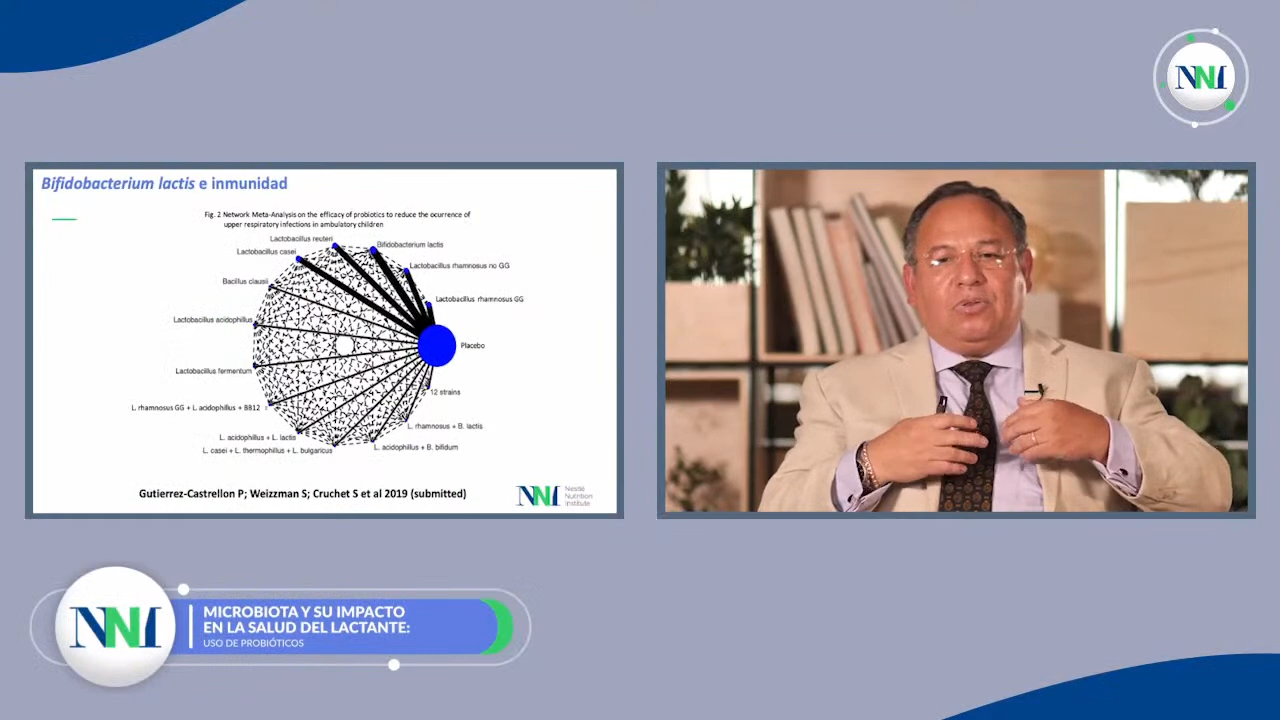 NNI
Bifidobacterium lactis e inmunidad
Fig. 2 Network Meta-Analysis on the efficacy of probiotics to reduce the ocurrence of
upper respiratory infections in ambulatory children
Lactobacillus reuteri
Bifidobacterium lactis
Lactobacillus casei
Lactobacillus rhamnosus no GG
Bacillus clausii
Lactobacillus rhamnosus GG
Lactobacillus acidophillus
Placebo
Lactobacillus fermentum
12 strains
L. rhamnosus GG + L. acidophillus + BB12
L. rhamnosus + B. lactis
L. acidophillus + L. lactis
L. acidophillus + B. bifidum
L. casei + L. thermophillus + L. bulgaricus
Gutierrez-Castrellon P; Weizzman S; Cruchet S et al 2019 (submitted)
NNI
Nestlé
Nutrition
Institute
NNI
MICROBIOTA Y SU IMPACTO
EN LA SALUD DEL LACTANTE:
USO DE PROBIÓTICOS